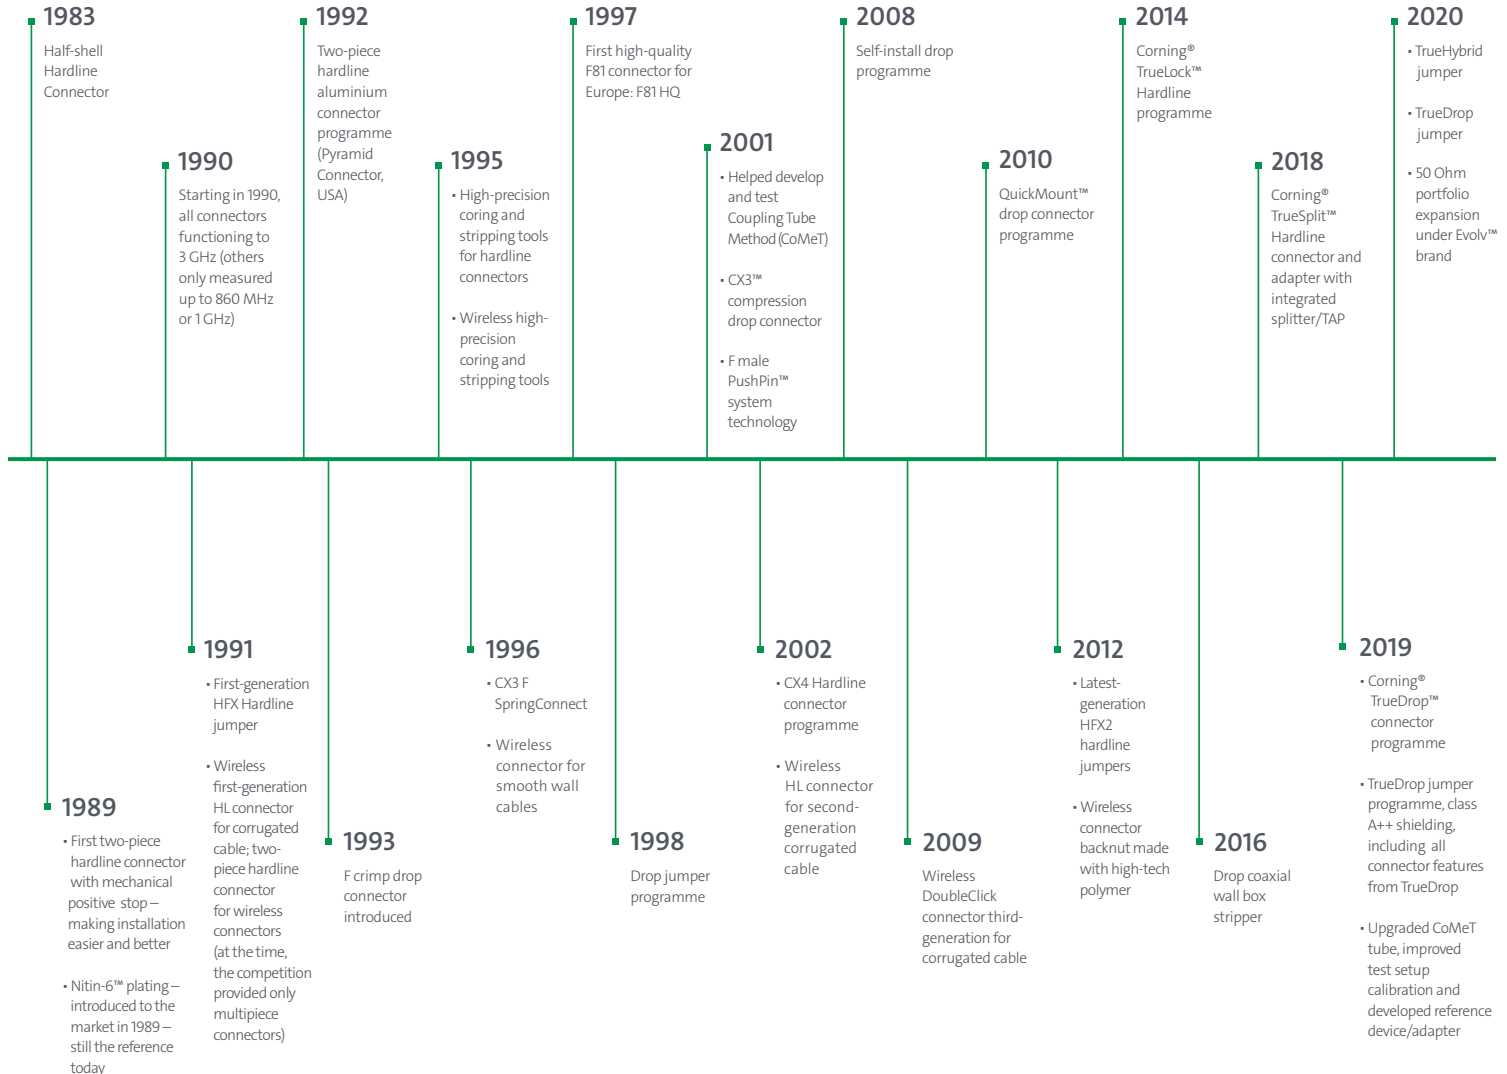 1983
Half-shell
Hardline
Connector
1990
Starting in 1990,
all connectors
functioning to
3 GHz (others
only measured
up to 860 MHz
or 1 GHz)
1992
Two-piece
hardline
aluminium
connector
programme
(Pyramid
Connector,
USA)
1995
▪ High-precision
coring and
stripping tools
for hardline
connectors
▪ Wireless high-
precision
coring and
stripping tools
1997
First high-quality
F81 connector for
Europe: F81 HQ
2001
▪ Helped develop
and test
Coupling Tube
Method (CoMeT)
▪ CX3™
compression
drop connector
▪ F male
PushPin™
system
technology
2008
Self-install drop
programme
2010
QuickMount™
drop connector
programme
2014
Corning®
TrueLock™
Hardline
programme
2018
Corning®
TrueSplit™
Hardline
connector and
adapter with
integrated
splitter/TAP
2020
▪ TrueHybrid
jumper
▪ TrueDrop
jumper
▪ 50 Ohm
portfolio
expansion
under Evolv™
brand
1989
▪ First two-piece
hardline connector
with mechanical
positive stop –
making installation
easier and better
▪ Nitin-6™ plating –
introduced to the
market in 1989 –
still the reference
today
1991
▪ First-generation
HFX Hardline
jumper
▪ Wireless
first-generation
HL connector
for corrugated
cable; two-
piece hardline
connector
for wireless
connectors
(at the time,
the competition
provided only
multipiece
connectors)
1993
F crimp drop
connector
introduced
1996
▪ CX3 F
SpringConnect
▪ Wireless
connector for
smooth wall
cables
1998
Drop jumper
programme
2002
▪ CX4 Hardline
connector
programme
▪ Wireless
HL connector
for second-
generation
corrugated
cable
2009
Wireless
DoubleClick
connector third-
generation for
corrugated cable
2012
▪ Latest-
generation
HFX2
hardline
jumpers
▪ Wireless
connector
backnut made
with high-tech
polymer
2016
Drop coaxial
wall box
stripper
2019
▪ Corning®
TrueDrop™
connector
programme
▪ TrueDrop jumper
programme, class
A++ shielding,
including all
connector features
from TrueDrop
▪ Upgraded CoMeT
tube, improved
test setup
calibration and
developed reference
device/adapter